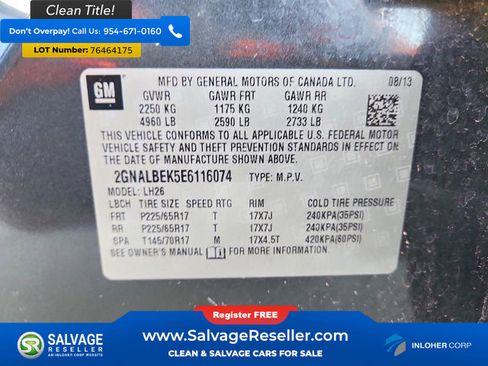 Clean Title!
Don't Overpay! Call Us: 954-671-0160
LOT Number: 76464175
GM
MFD BY GENERAL MOTORS OF CANADA LTD. 08/13
GVWR GAWR FRT GAWR RR
2250 KG 1175 KG 1240 KG
4960 LB 2590 LB 2733 LB
THIS VEHICLE CONFORMS TO ALL APPLICABLE U.S. FEDERAL MOTOR
VEHICLE SAFETY AND THEFT PREVENTION STANDARDS IN EFFECT ON THE
DATE OF MANUFACTURE SHOWN ABOVE.
2GNALBEK5E6116074 TYPE: M.P.V.
MODEL: LH26
LBCH TIRE SIZE SPEED RTG RIM COLD TIRE PRESSURE
FRT P225/65R17 T 17X7J 240KPA(35PSI)
RR P225/65R17 T 17X7J 240KPA(35PSI)
SPA T145/70R17 M 17X4.5T 420KPA(60PSI)
SEE OWNER'S MANUAL FOR MORE INFORMATION.
Register FREE!
SALVAGE
RESELLER
AN INLOHER CORP WEBSITE
www.SalvageReseller.com
CLEAN & SALVAGE CARS FOR SALE
INLOHER CORP